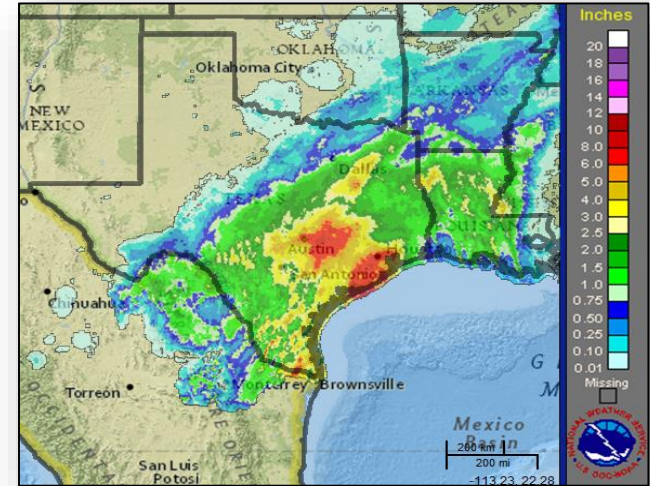 Inches
20
18
16
14
12
10
8.0
6.0
5.0
4.0
3.0
2.5
2.0
1.5
1.0
0.75
0.50
0.25
0.10
0.01
Missing
NATIONAL WEATHER SERVICE
OKLAHOMA
Oklahoma City
ARKANSAS
NEW
MEXICO
Dallas
TEXAS
Austin
Houston
San Antonio
Chihuahua
Torreon
Monterrey
Brownsville
San Luis
Potosi
G
M
Mexico
Basin
200 km
200 mi
-113.23, 22.28